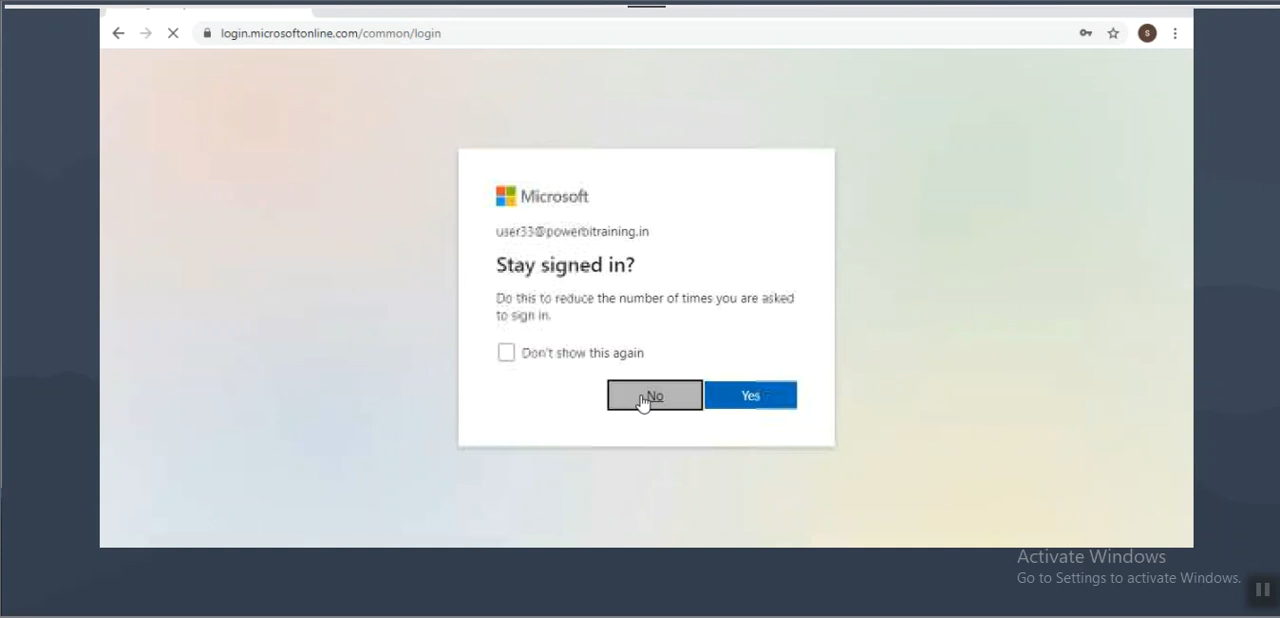 login.microsoftonline.com/common/login
S
Microsoft
user33@powerbitraining.in
Stay signed in?
Do this to reduce the number of times you are asked
to sign in.
Don't show this again
No
Yes
Activate Windows
Go to Settings to activate Windows.